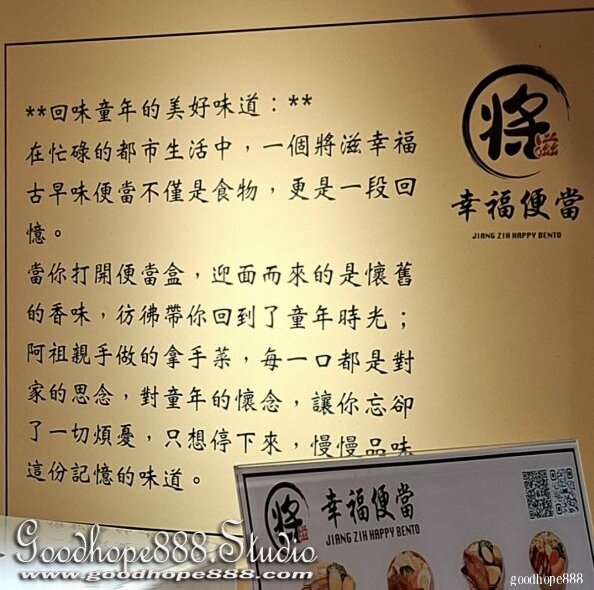 **回味童年的美好味道：**
在忙碌的都市生活中，一個將滋幸福
古早味便當不僅是食物，更是一段回
憶。
當你打開便當盒，迎面而來的是懷舊
的香味，彷彿帶你回到了童年時光；
阿祖親手做的拿手菜，每一口都是對
家的思念，對童年的懷念，讓你忘卻
了一切煩憂，只想停下來，慢慢品味
這份記憶的味道。
將滋
幸福便當
JIANG ZIH HAPPY BENTO
將滋
幸福便當
JIANG ZIH HAPPY BENTO
Goodhope888.Studio
www.goodhope888.com
goodhope888